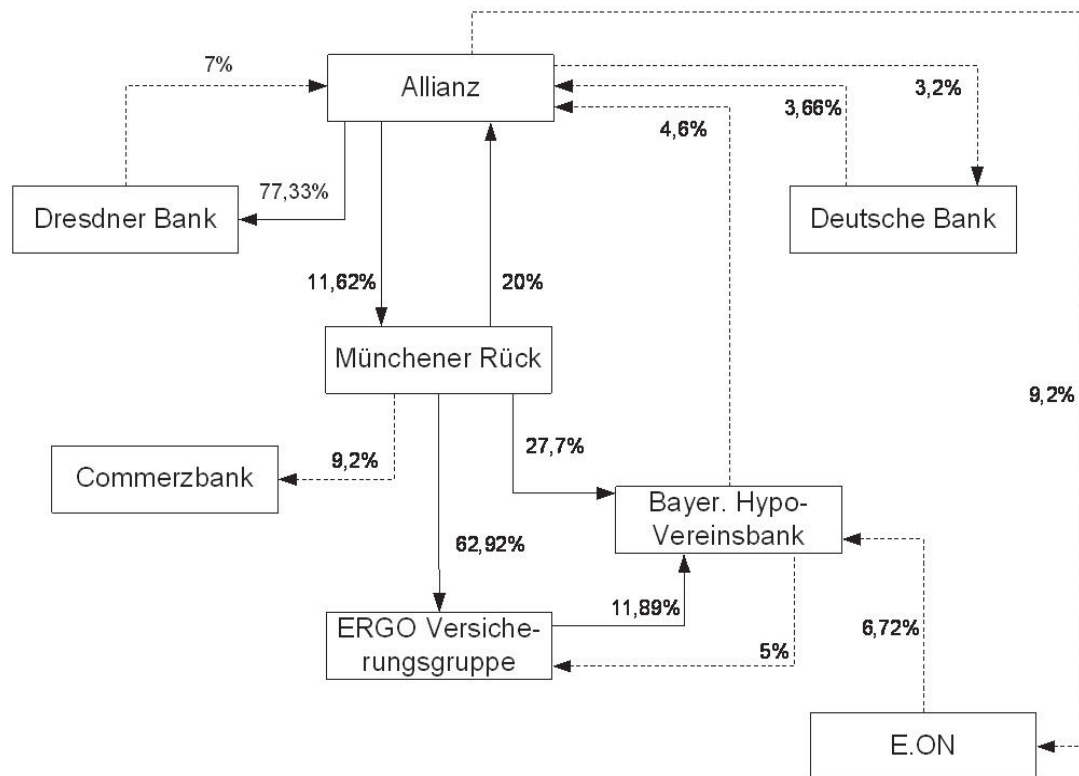 7%
Allianz
3,2%
3,66%
4,6%
77,33%
Dresdner Bank
Deutsche Bank
11,62%
20%
Münchener Rück
9,2%
27,7%
9,2%
Commerzbank
Bayer. Hypo-
Vereinsbank
62,92%
11,89%
6,72%
ERGO Versiche-
rungsgruppe
5%
E.ON